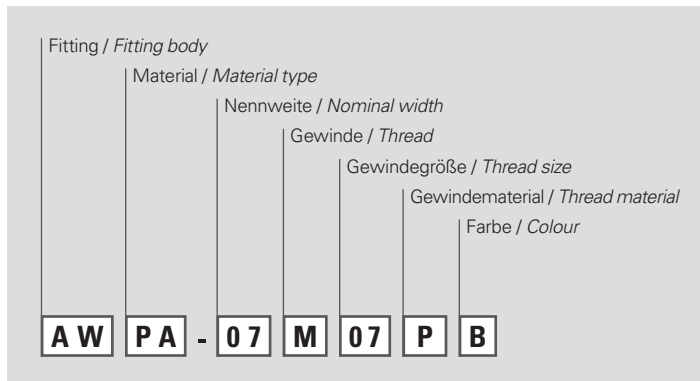 Fitting / Fitting body
Material / Material type
Nennweite / Nominal width
Gewinde / Thread
Gewindegröße / Thread size
Gewindematerial / Thread material
Farbe / Colour
AW PA - 07 M 07 P B